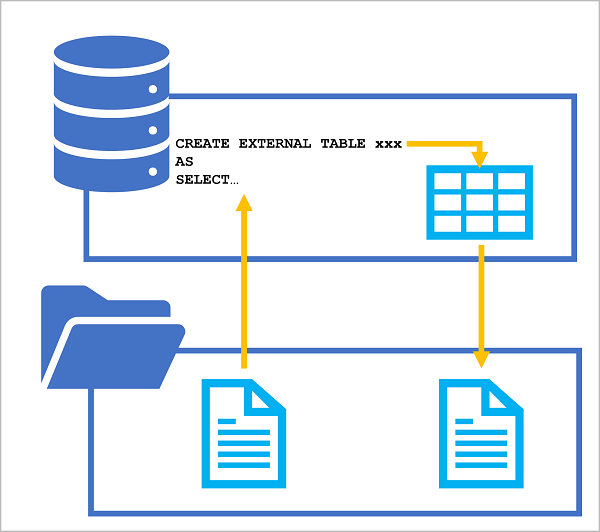 CREATE EXTERNAL TABLE xxx
AS
SELECT…